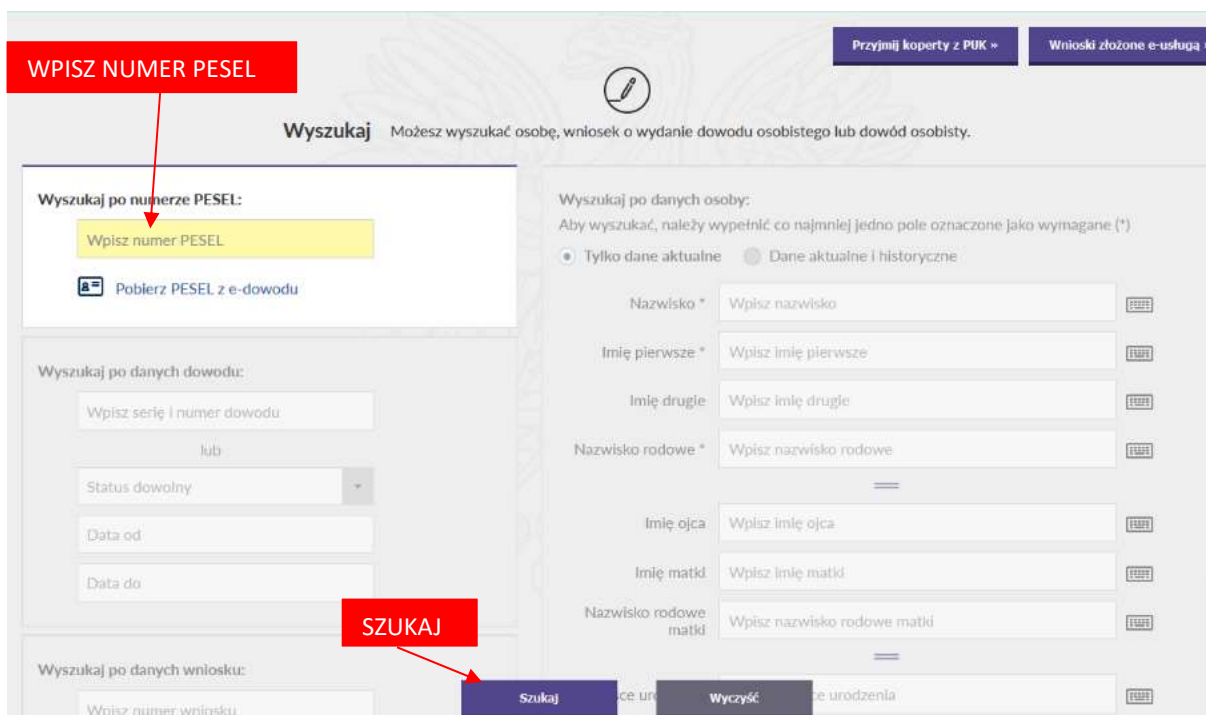 Przyjmij koperty z PUK »
Wnioski złożone e-usługą
WPISZ NUMER PESEL
Wyszukaj Możesz wyszukać osobę, wniosek o wydanie dowodu osobistego lub dowód osobisty.
Wyszukaj po numerze PESEL:
Wpisz numer PESEL
Pobierz PESEL z e-dowodu
Wyszukaj po danych dowodu:
Wpisz serię i numer dowodu
lub
Status dowolny
Data od
Data do
Wyszukaj po danych wniosku:
Wpisz numer wniosku
Wyszukaj po danych osoby:
Aby wyszukać, należy wypełnić co najmniej jedno pole oznaczone jako wymagane (*)
Tylko dane aktualne Dane aktualne i historyczne
Nazwisko * Wpisz nazwisko
Imię pierwsze * Wpisz imię pierwsze
Imię drugie Wpisz imię drugie
Nazwisko rodowe * Wpisz nazwisko rodowe
Imię ojca Wpisz imię ojca
Imię matki Wpisz imię matki
Nazwisko rodowe
matki
Wpisz nazwisko rodowe matki
urodzenia
SZUKAJ
Szukaj
Wyczyść